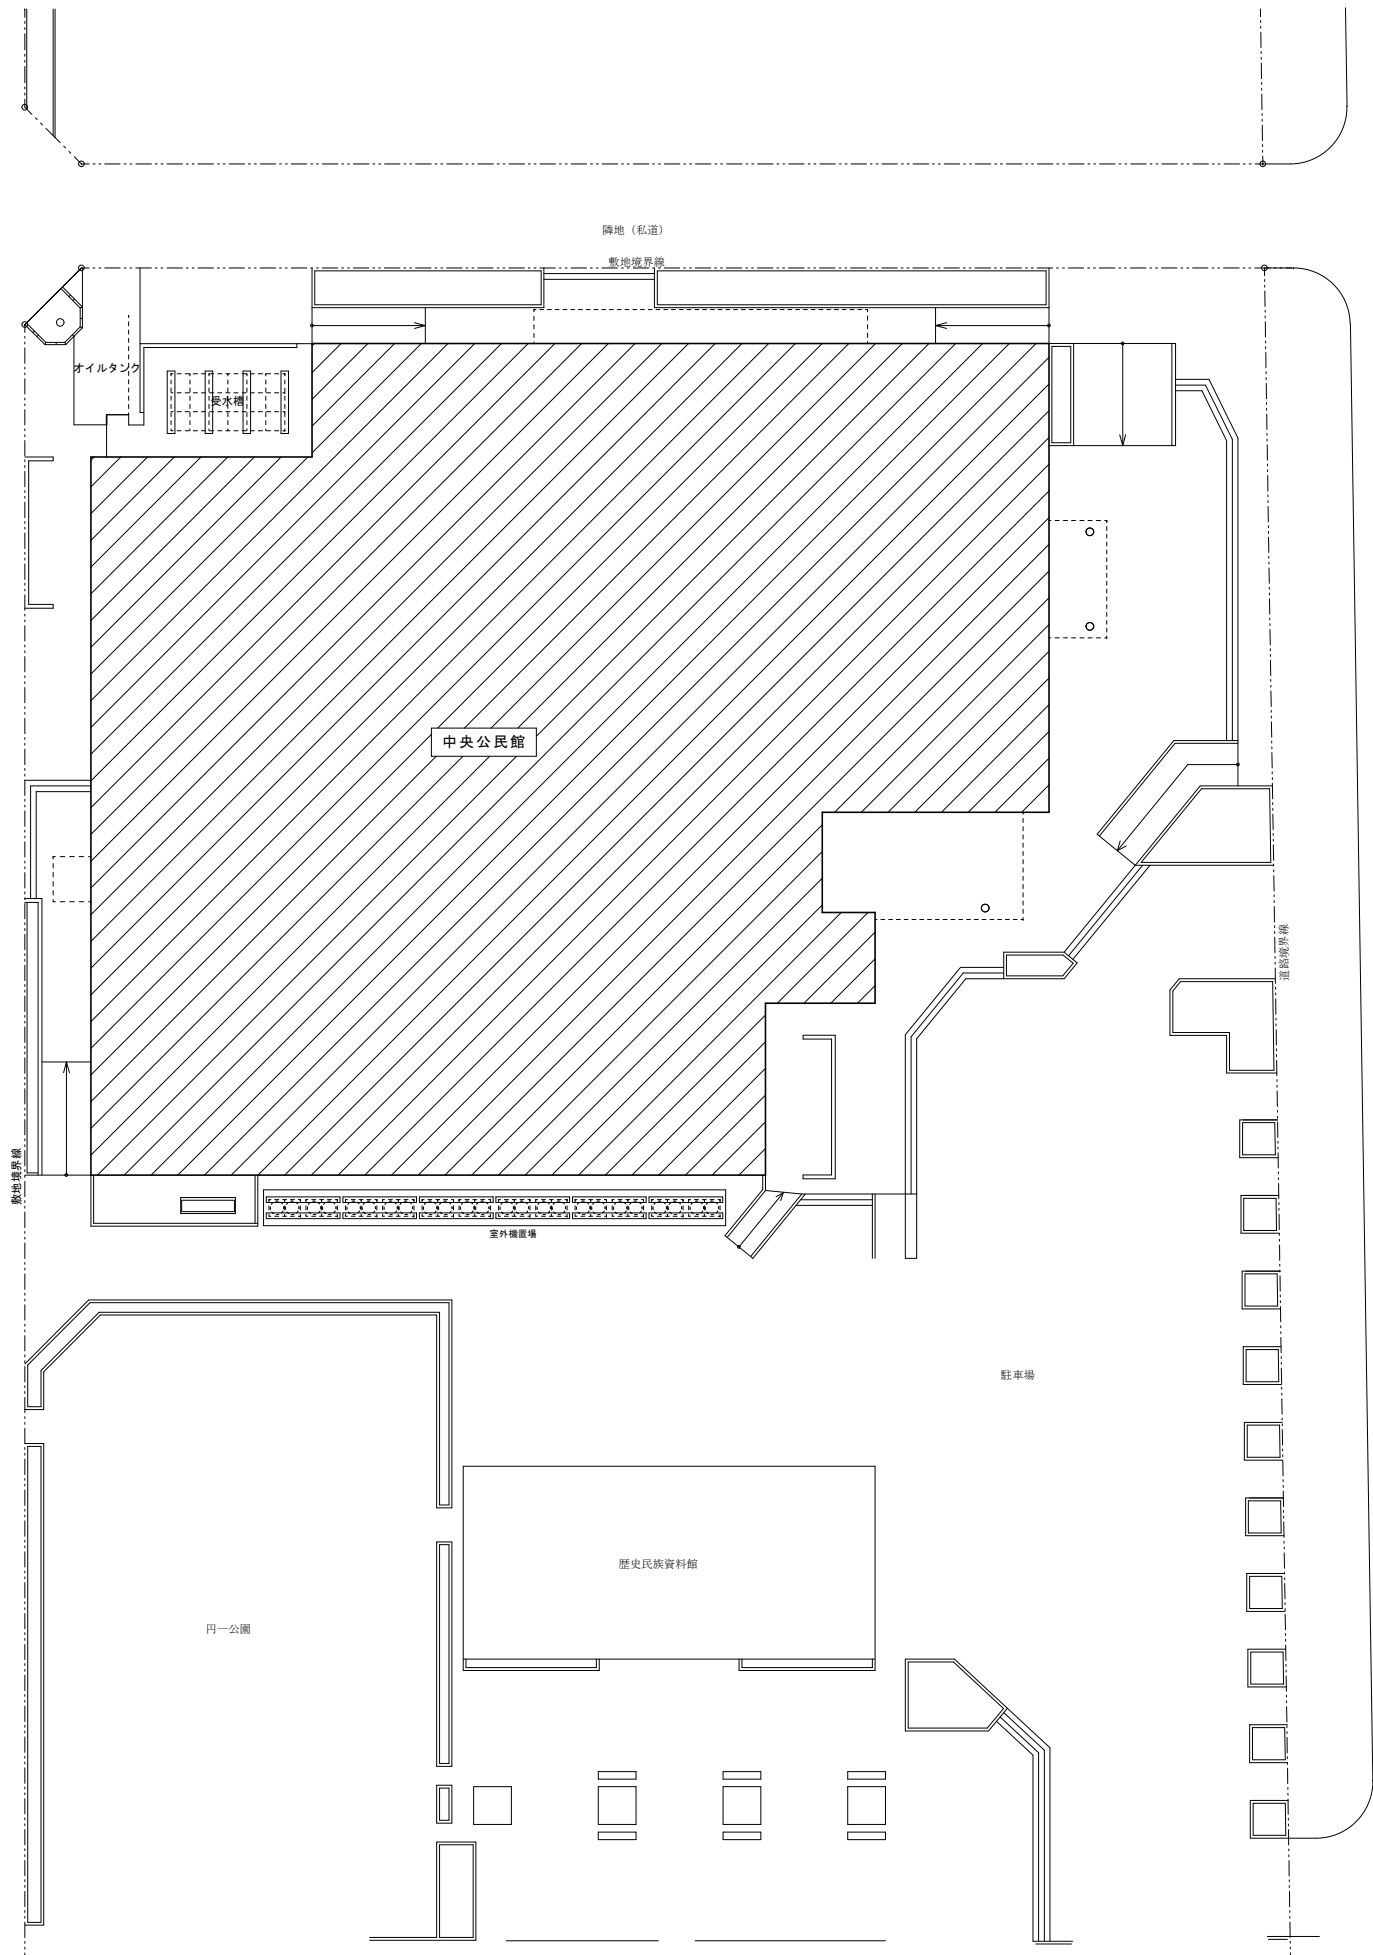 隣地（私道）
敷地境界線
オイルタンク
受水槽
中央公民館
道路境界線
敷地境界線
室外機置場
駐車場
歴史民族資料館
円一公園